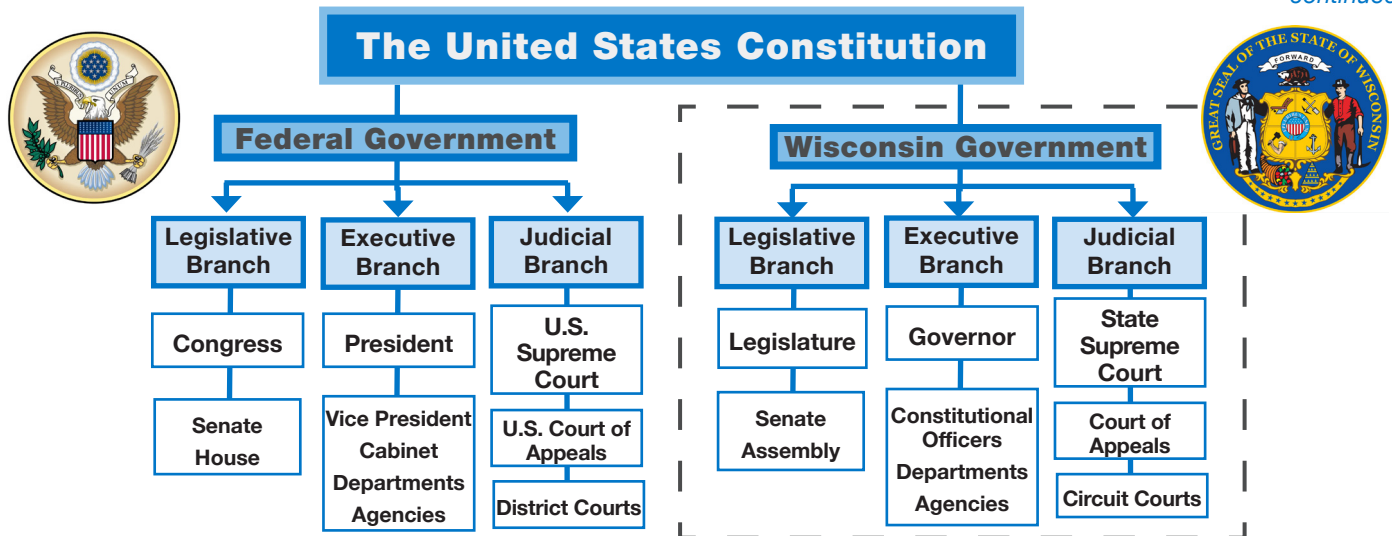 continued
The United States Constitution
GREAT SEAL OF THE STATE OF WISCONSIN
FORWARD
E PLURIBUS UNUM
Federal Government
Wisconsin Government
Legislative
Branch
Executive
Branch
Judicial
Branch
Legislative
Branch
Executive
Branch
Judicial
Branch
Congress
President
U.S.
Supreme
Court
Legislature
Governor
State
Supreme
Court
Senate
House
Vice President
Cabinet
Departments
Agencies
U.S. Court of
Appeals
District Courts
Senate
Assembly
Constitutional
Officers
Departments
Agencies
Court of
Appeals
Circuit Courts